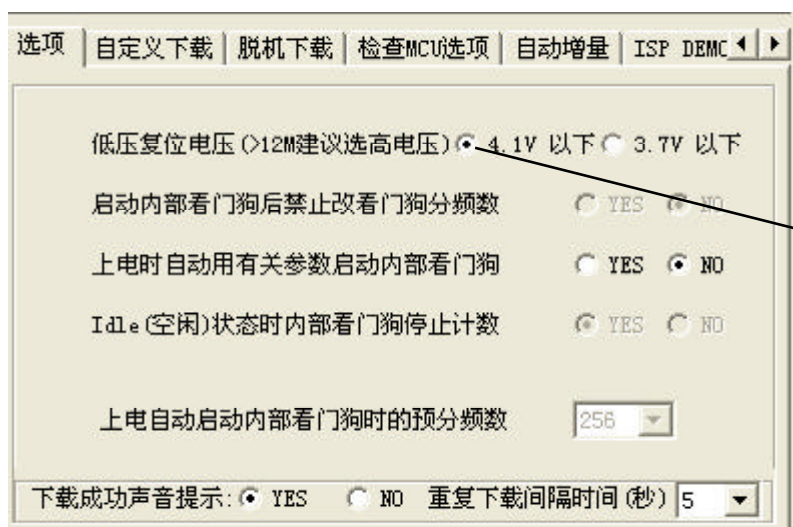 选项 自定义下载 脱机下载 检查MCU选项 自动增量 ISP DEMC
低压复位电压(>12M建议选高电压) 4.1V 以下 3.7V 以下
启动内部看门狗后禁止改看门狗分频数 YES NO
上电时自动用有关参数启动内部看门狗 YES NO
Idle(空闲)状态时内部看门狗停止计数 YES NO
上电自动启动内部看门狗时的预分频数 256
下载成功声音提示: YES NO 重复下载间隔时间(秒) 5